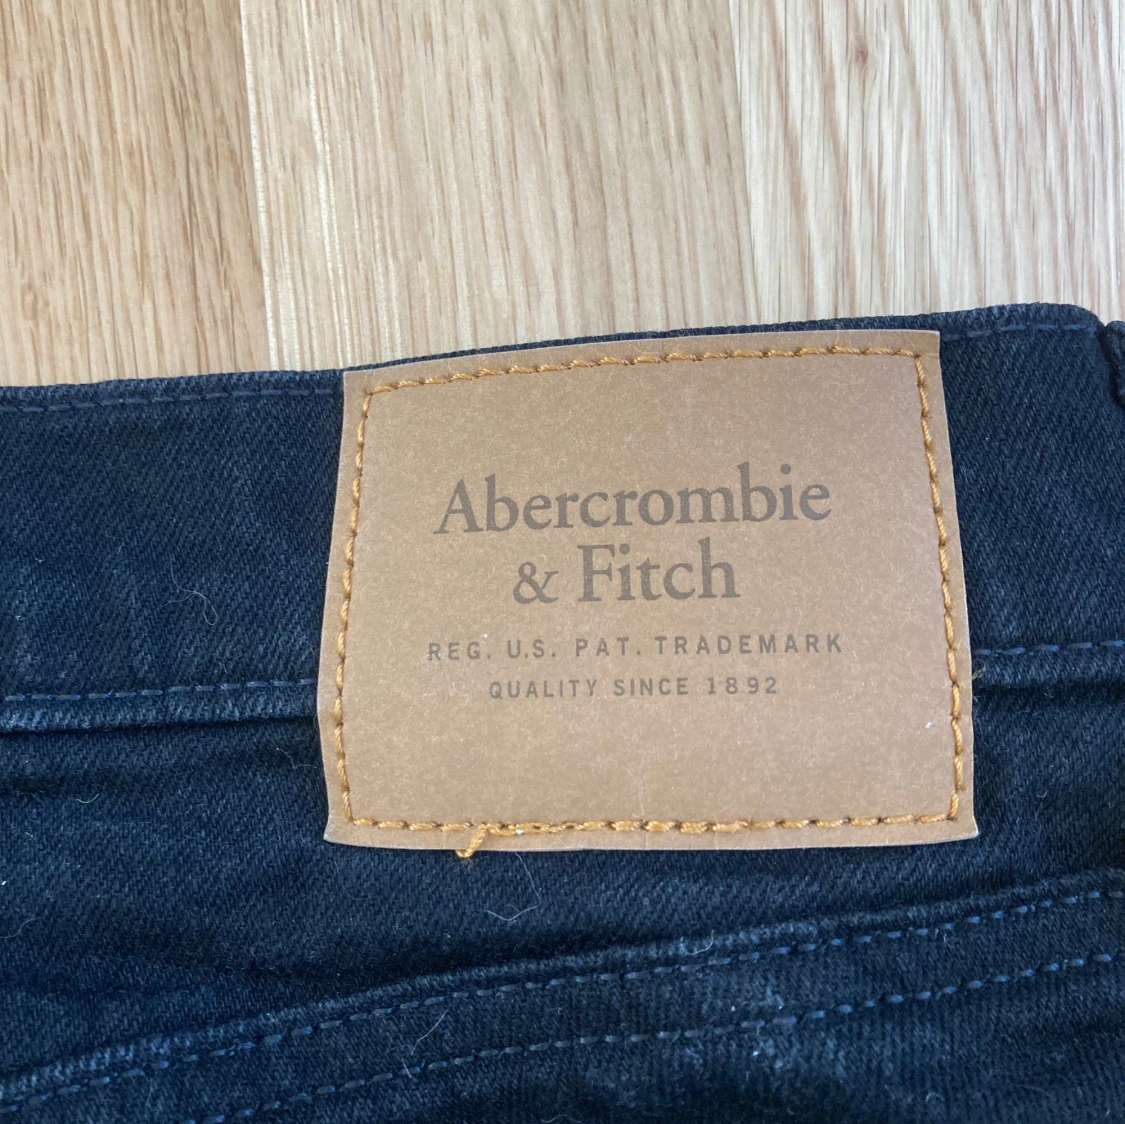 Abercrombie
& Fitch
REG. U.S. PAT. TRADEMARK
QUALITY SINCE 1892